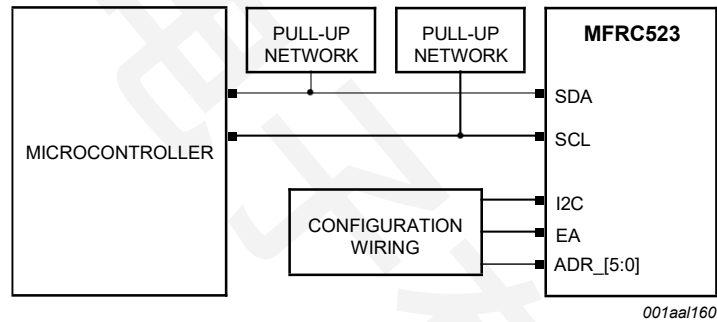 PULL-UP
NETWORK
PULL-UP
NETWORK
MFRC523
SDA
SCL
MICROCONTROLLER
I2C
CONFIGURATION
WIRING
EA
ADR_[5:0]
001aal160